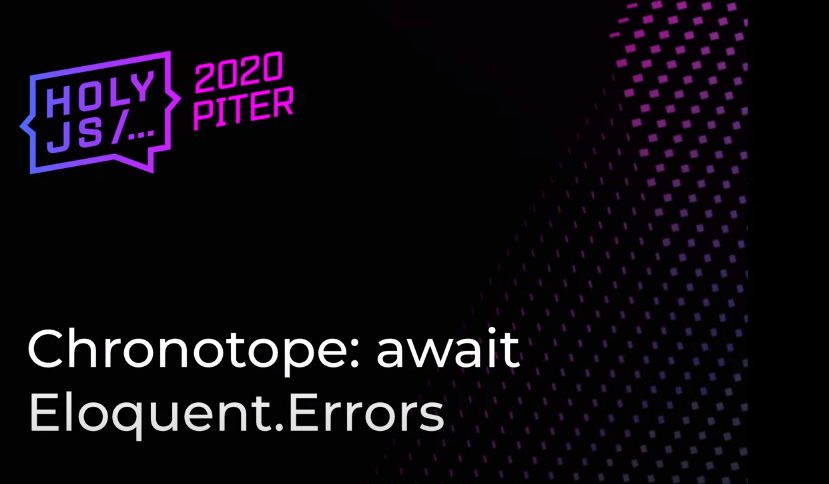 HOLY
JS/...
2020
PITER
Chronotope: await
Eloquent.Errors